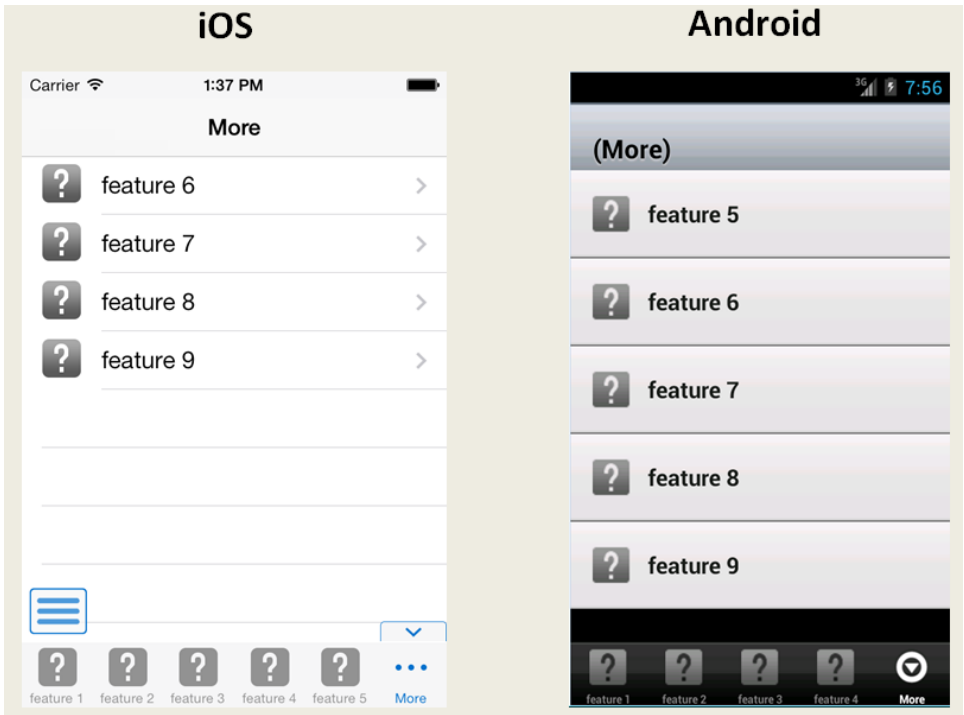 iOS
Carrier 1:37 PM
More
feature 6
feature 7
feature 8
feature 9
feature 1 feature 2 feature 3 feature 4 feature 5 More
Android
3G 7:56
(More)
feature 5
feature 6
feature 7
feature 8
feature 9
feature 1 feature 2 feature 3 feature 4 More